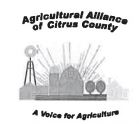 Agricultural Alliance
of Citrus County
A Voice for Agriculture